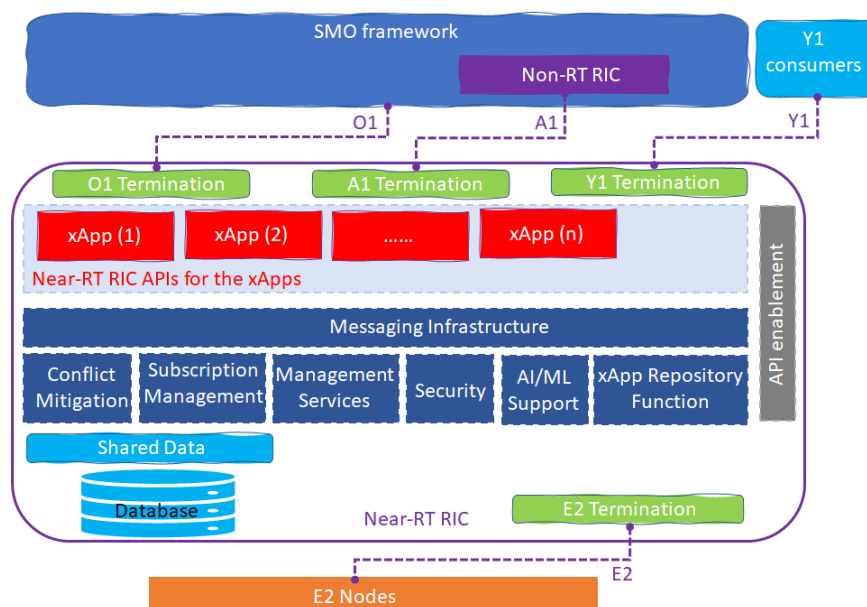 SMO framework
Y1
consumers
Non-RT RIC
O1
A1
Y1
O1 Termination
A1 Termination
Y1 Termination
xApp (1)
xApp (2)
......
xApp (n)
Near-RT RIC APIs for the xApps
API enablement
Messaging Infrastructure
Conflict
Mitigation
Subscription
Management
Management
Services
Security
AI/ML
Support
xApp Repository
Function
Shared Data
Database
E2 Termination
Near-RT RIC
E2
E2 Nodes